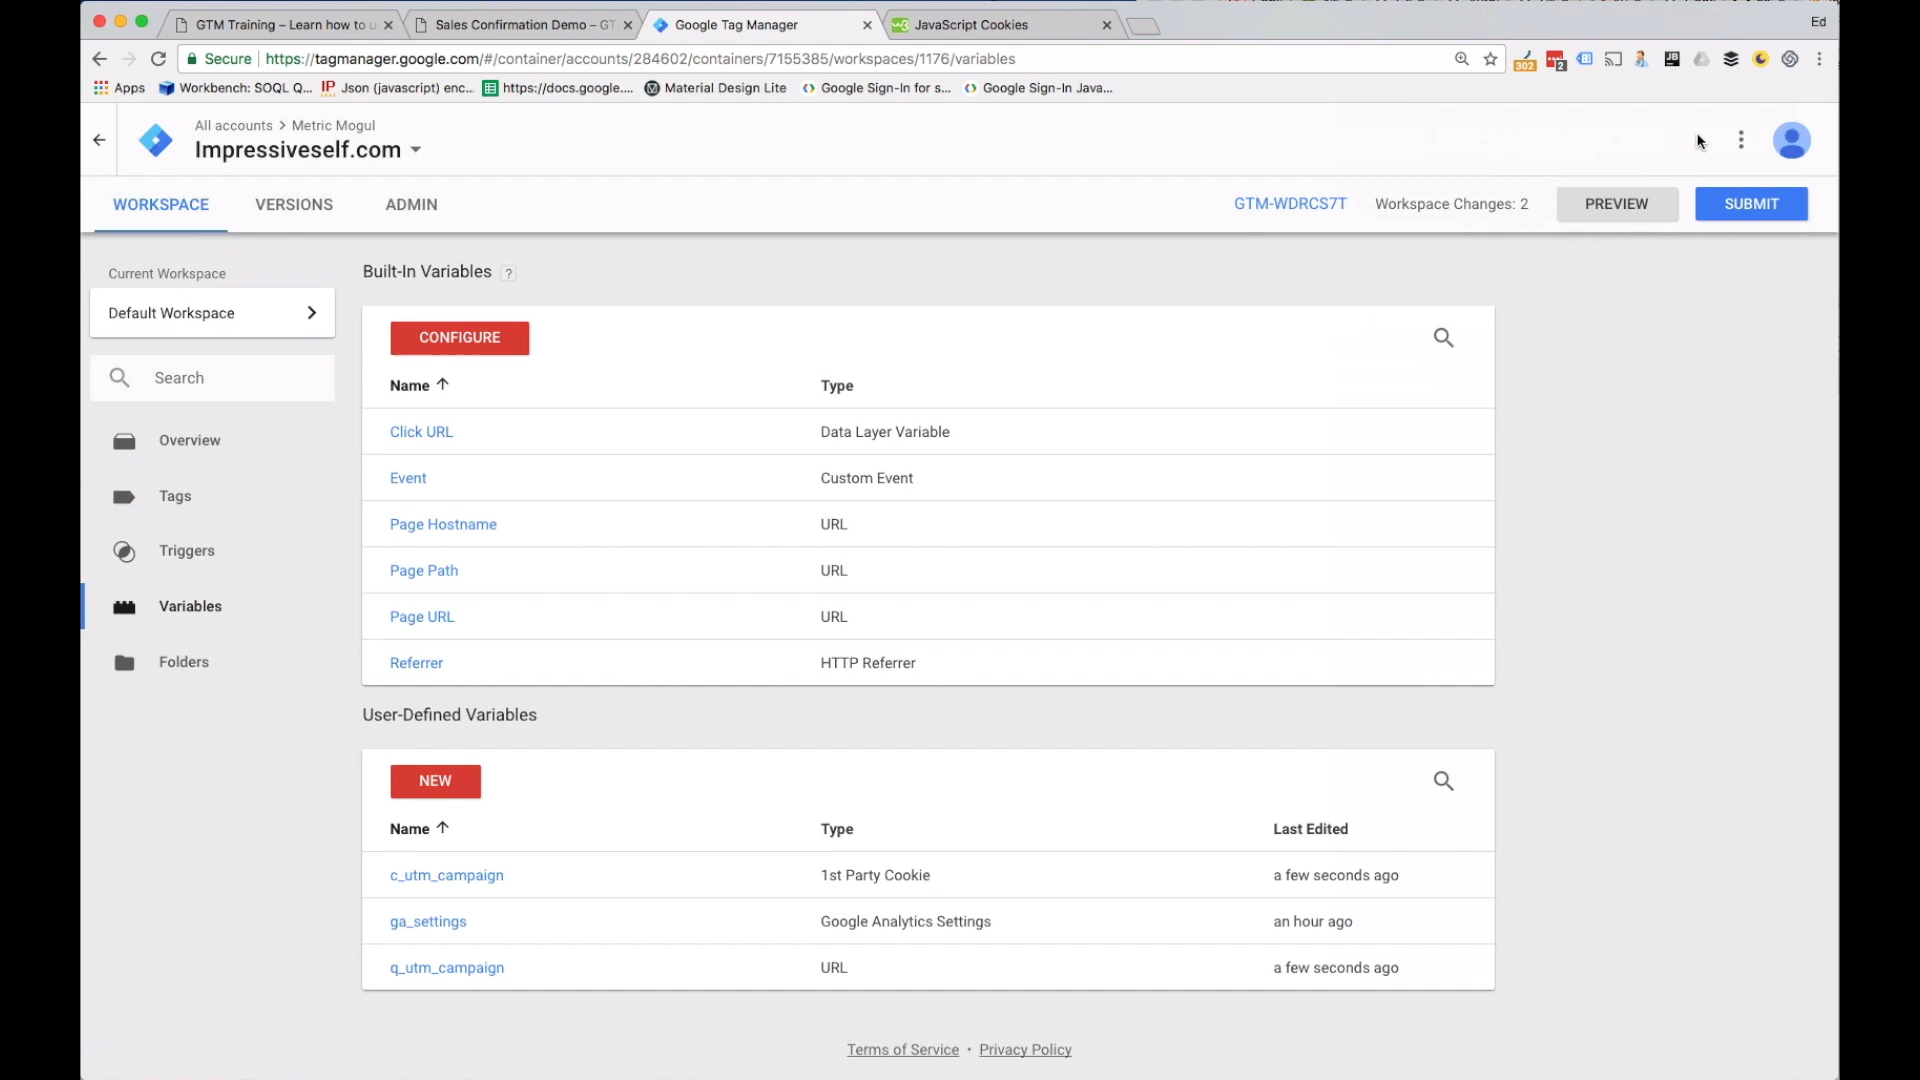 GTM Training – Learn how to u
Sales Confirmation Demo – GT
Google Tag Manager
JavaScript Cookies
Ed
Secure
https://tagmanager.google.com/#/container/accounts/284602/containers/7155385/workspaces/1176/variables
302
2
JB
Apps
Workbench: SOQL Q...
IP Json (javascript) enc...
https://docs.google....
Material Design Lite
Google Sign-In for s...
Google Sign-In Java...
All accounts > Metric Mogul
Impressiveself.com
WORKSPACE
VERSIONS
ADMIN
GTM-WDRCS7T
Workspace Changes: 2
PREVIEW
SUBMIT
Current Workspace
Default Workspace
Search
Overview
Tags
Triggers
Variables
Folders
Built-In Variables ?
CONFIGURE
Name Type
Click URL Data Layer Variable
Event Custom Event
Page Hostname URL
Page Path URL
Page URL URL
Referrer HTTP Referrer
User-Defined Variables
NEW
Name Type Last Edited
c_utm_campaign 1st Party Cookie a few seconds ago
ga_settings Google Analytics Settings an hour ago
q_utm_campaign URL a few seconds ago
Terms of Service • Privacy Policy